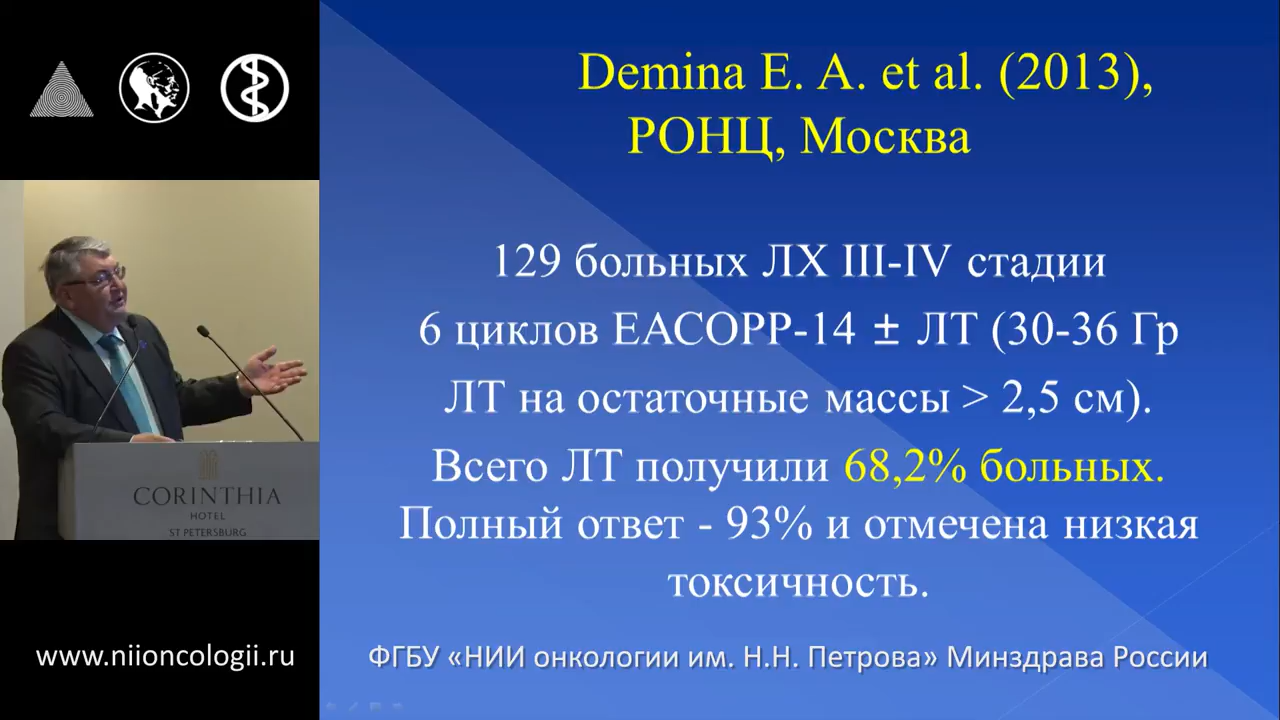 Demina E. A. et al. (2013),
РОНЦ, Москва
129 больных ЛХ III-IV стадии
6 циклов EACOPP-14 ± ЛТ (30-36 Гр
ЛТ на остаточные массы > 2,5 см).
Всего ЛТ получили 68,2% больных.
Полный ответ - 93% и отмечена низкая
токсичность.
CORINTHIA
HOTEL
ST PETERSBURG
www.niioncologii.ru
ФГБУ «НИИ онкологии им. Н.Н. Петрова» Минздрава России